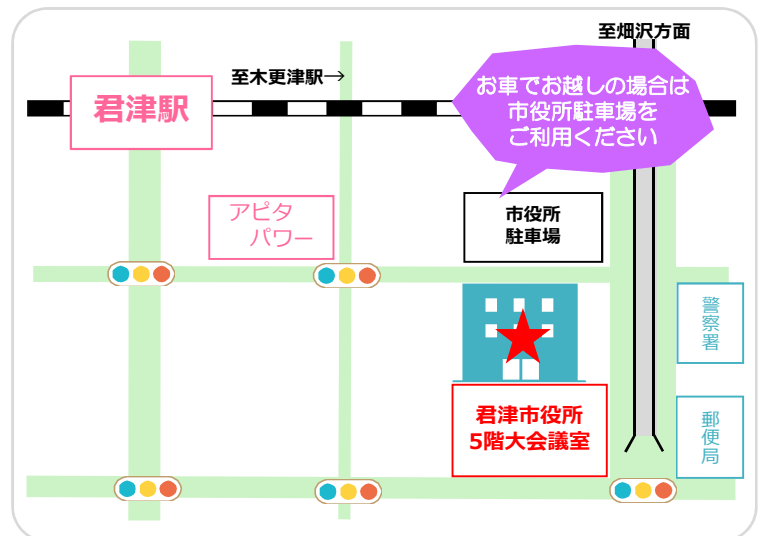 至畑沢方面
至木更津駅→
君津駅
お車でお越しの場合は
市役所駐車場を
ご利用ください
アピタ
パワー
市役所
駐車場
警察署
君津市役所
5階大会議室
郵便局